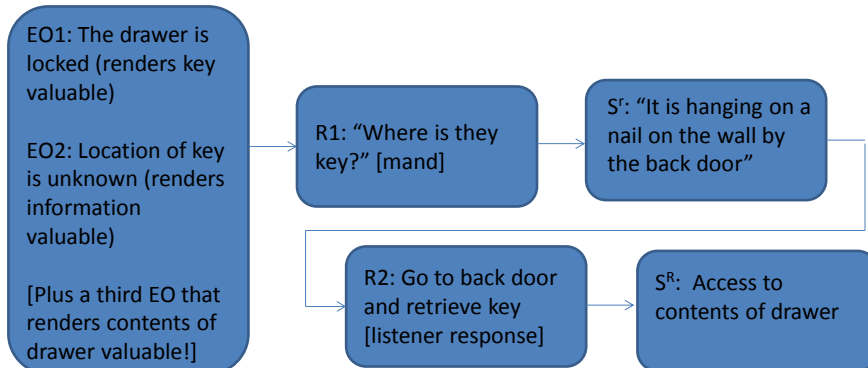 EO1: The drawer is
locked (renders key
valuable)
EO2: Location of key
is unknown (renders
information
valuable)
[Plus a third EO that
renders contents of
drawer valuable!]
R1: “Where is they
key?” [mand]
Sʳ: “It is hanging on a
nail on the wall by
the back door”
R2: Go to back door
and retrieve key
[listener response]
Sᴿ: Access to
contents of drawer